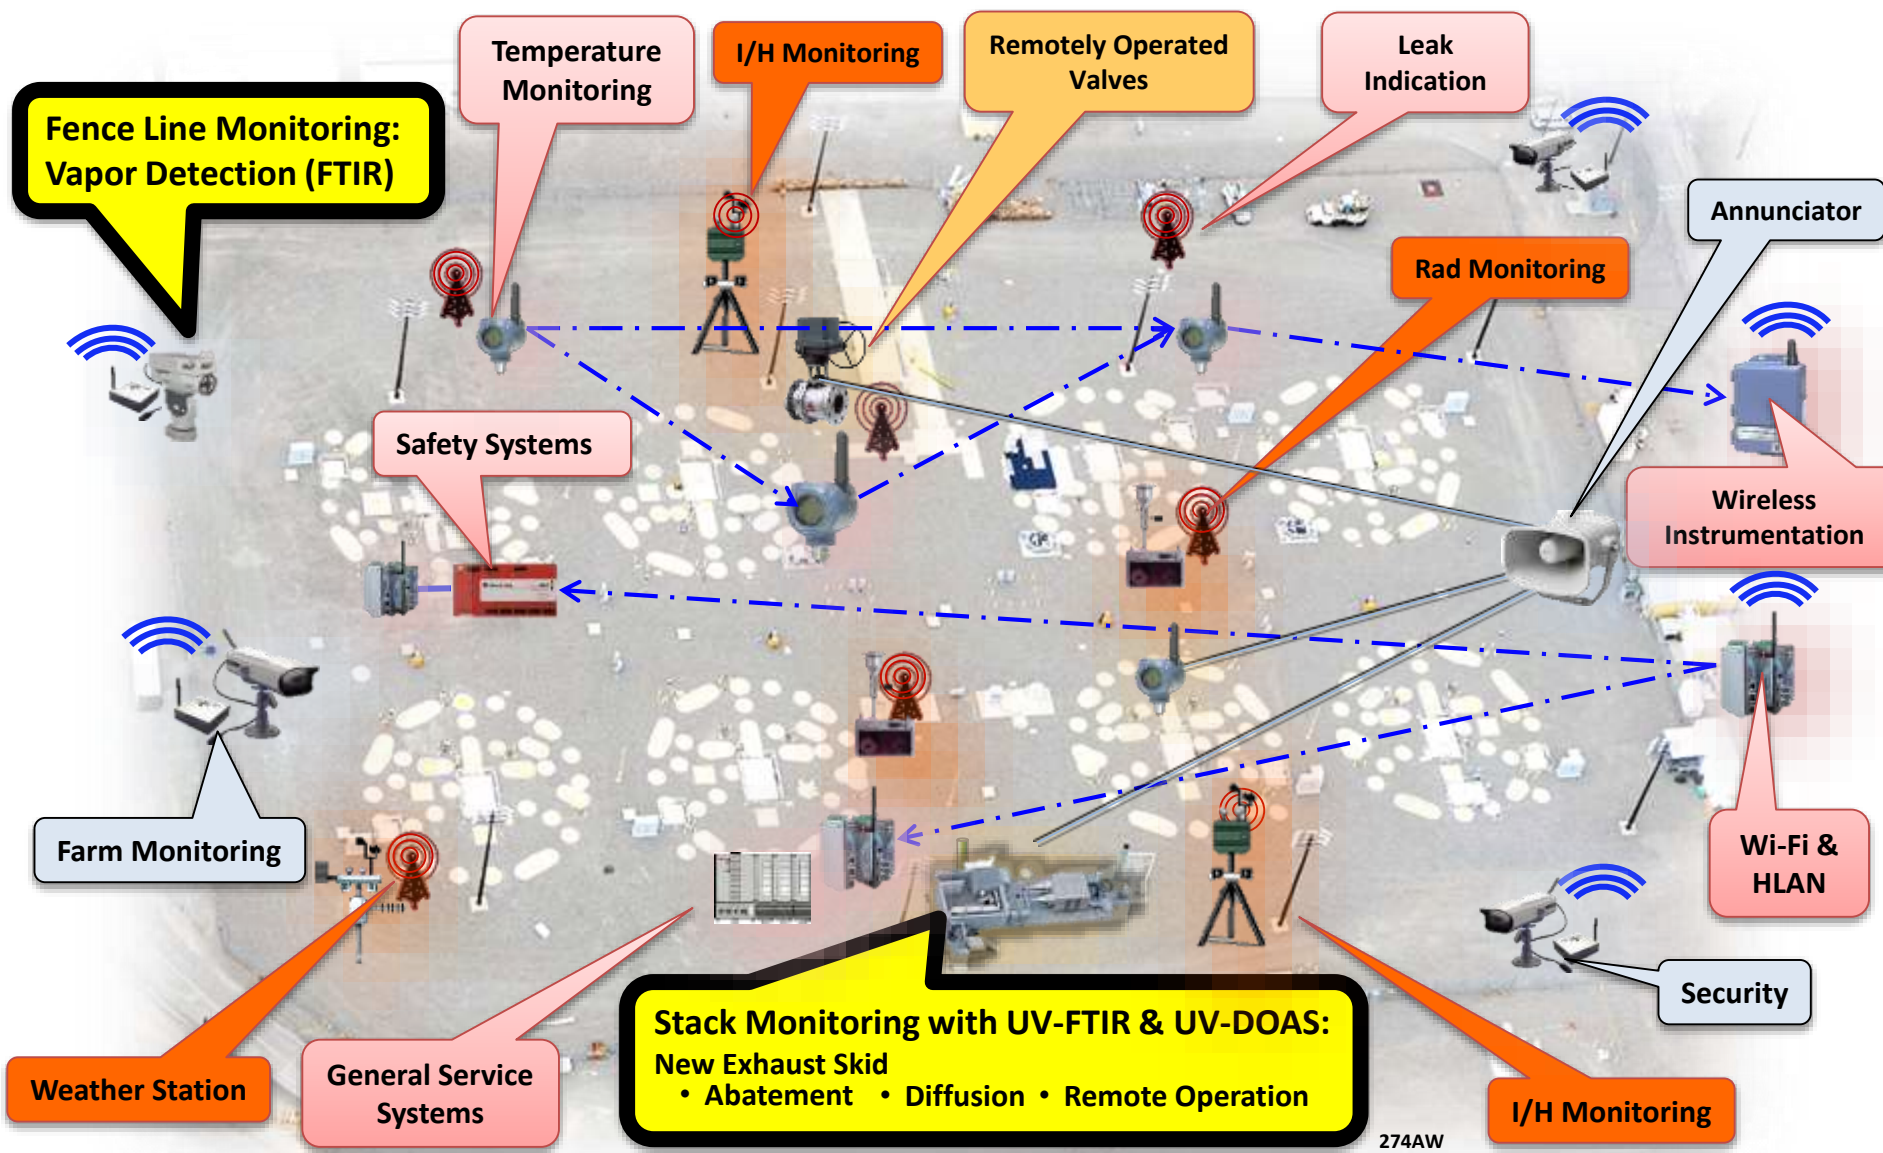 Temperature
Monitoring
I/H Monitoring
Remotely Operated
Valves
Leak
Indication
Fence Line Monitoring:
Vapor Detection (FTIR)
Annunciator
Rad Monitoring
Safety Systems
Wireless
Instrumentation
Farm Monitoring
Wi-Fi &
HLAN
Security
Stack Monitoring with UV-FTIR & UV-DOAS:
New Exhaust Skid
• Abatement • Diffusion • Remote Operation
Weather Station
General Service
Systems
I/H Monitoring
274AW